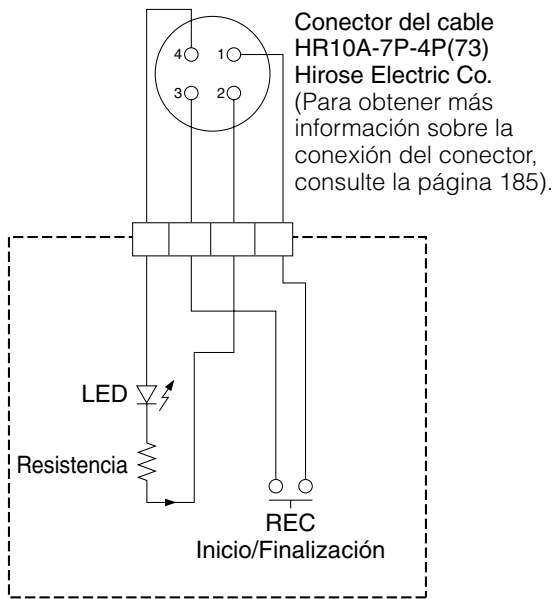 Conector del cable
HR10A-7P-4P(73)
Hirose Electric Co.
(Para obtener más
información sobre la
conexión del conector,
consulte la página 185).
4 1
3 2
LED
Resistencia
REC
Inicio/Finalización